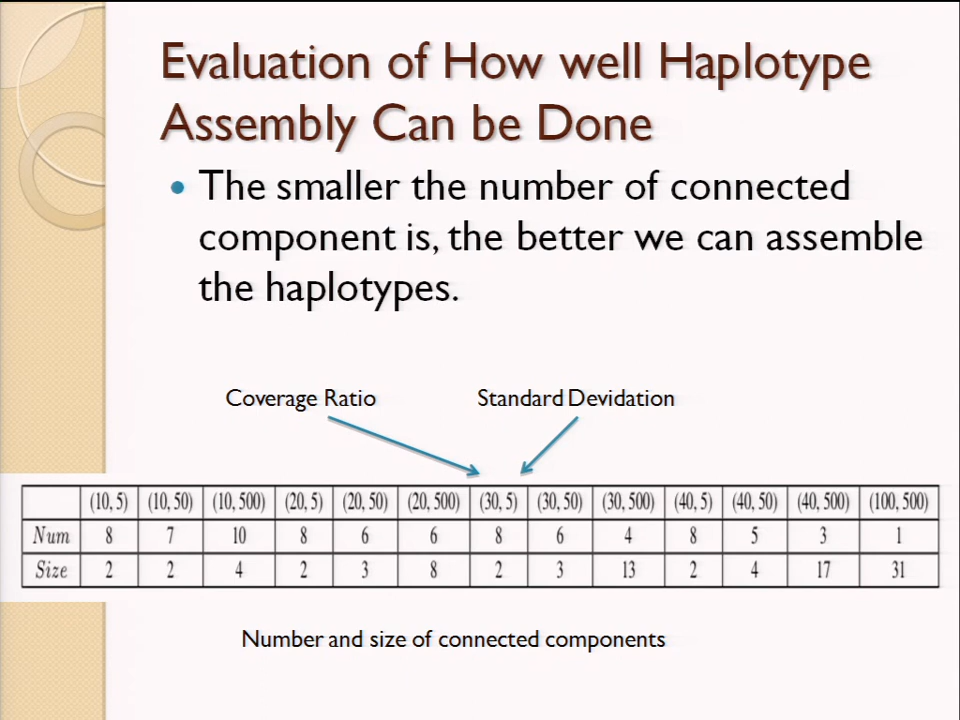 Evaluation of How well Haplotype
Assembly Can be Done
• The smaller the number of connected
component is, the better we can assemble
the haplotypes.
Coverage Ratio Standard Devidation
(10, 5) (10, 50) (10, 500) (20, 5) (20, 50) (20, 500) (30, 5) (30, 50) (30, 500) (40, 5) (40, 50) (40, 500) (100, 500)
Num 8 7 10 8 6 6 8 6 4 8 5 3 1
Size 2 2 4 2 3 8 2 3 13 2 4 17 31
Number and size of connected components